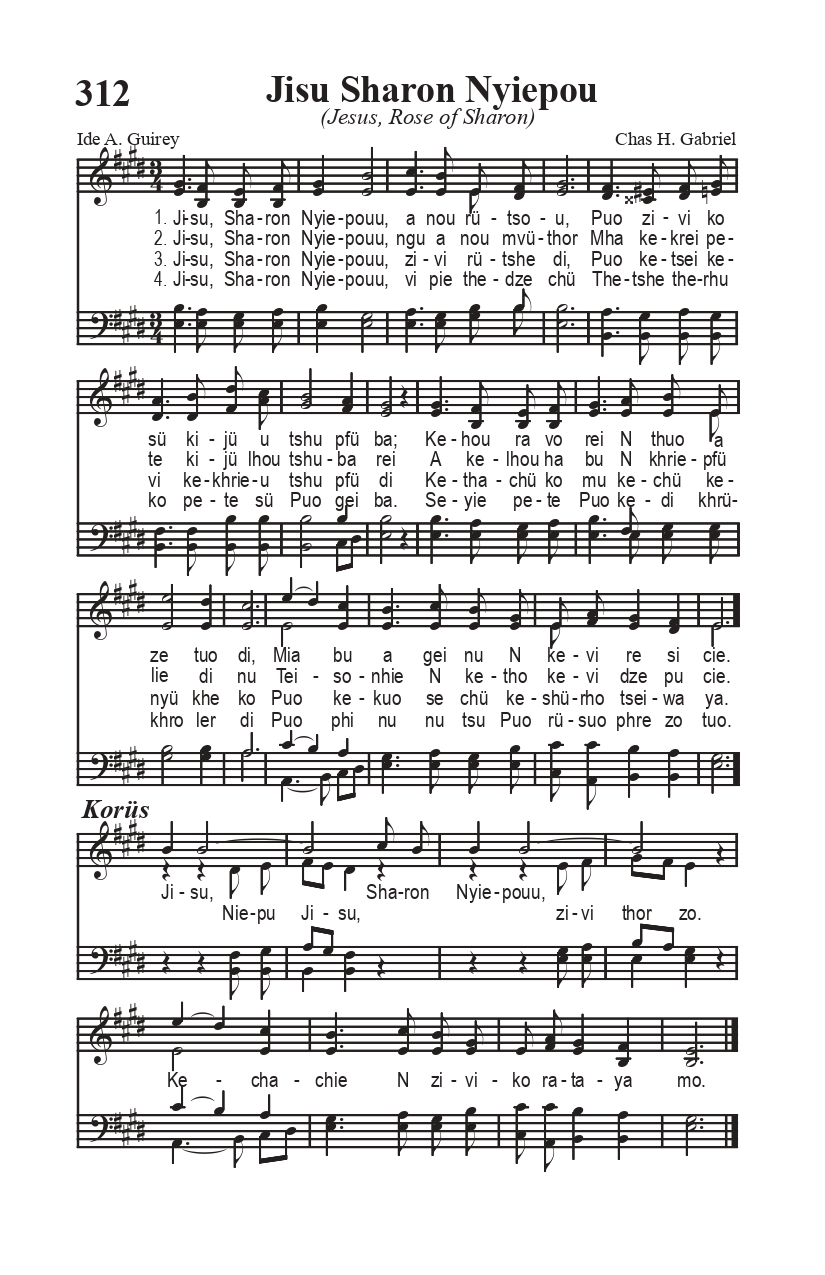 312
Jisu Sharon Nyiepou
(Jesus, Rose of Sharon)
Ide A. Guirey
Chas H. Gabriel
1. Ji-su, Sha-ron Nyie-pouu, a nou rü - tso - u, Puo zi - vi ko
2. Ji-su, Sha-ron Nyie-pouu, ngu a nou mvü-thor Mha ke-krei pe-
3. Ji-su, Sha-ron Nyie-pouu, zi - vi rü-tshe di, Puo ke-tsei ke-
4. Ji-su, Sha-ron Nyie-pouu, vi pie the-dze chü The-tshe the-rhu
sü ki - jü u tshu pfü ba; Ke-hou ra vo rei N thuo a
te ki - jü lhou tshu-ba rei A ke-lhou ha bu N khrie-pfü
vi ke-khrie-u tshu pfü di Ke-tha-chü ko mu ke-chü ke-
ko pe-te sü Puo gei ba. Se-yie pe-te Puo ke-di khrü-
ze tuo di, Mia bu a gei nu N ke-vi re si cie.
lie di nu Tei-so-nhie N ke-tho ke-vi dze pu cie.
nyü khe ko Puo ke-kuo se chü ke-shü-rho tsei-wa ya.
khro ler di Puo phi nu nu tsu Puo rü-suo phre zo tuo.
Korüs
Ji - su, Sha-ron Nyie-pouu,
Nie-pu Ji - su, zi-vi thor zo.
Ke - cha-chie N zi-vi-ko ra-ta-ya mo.